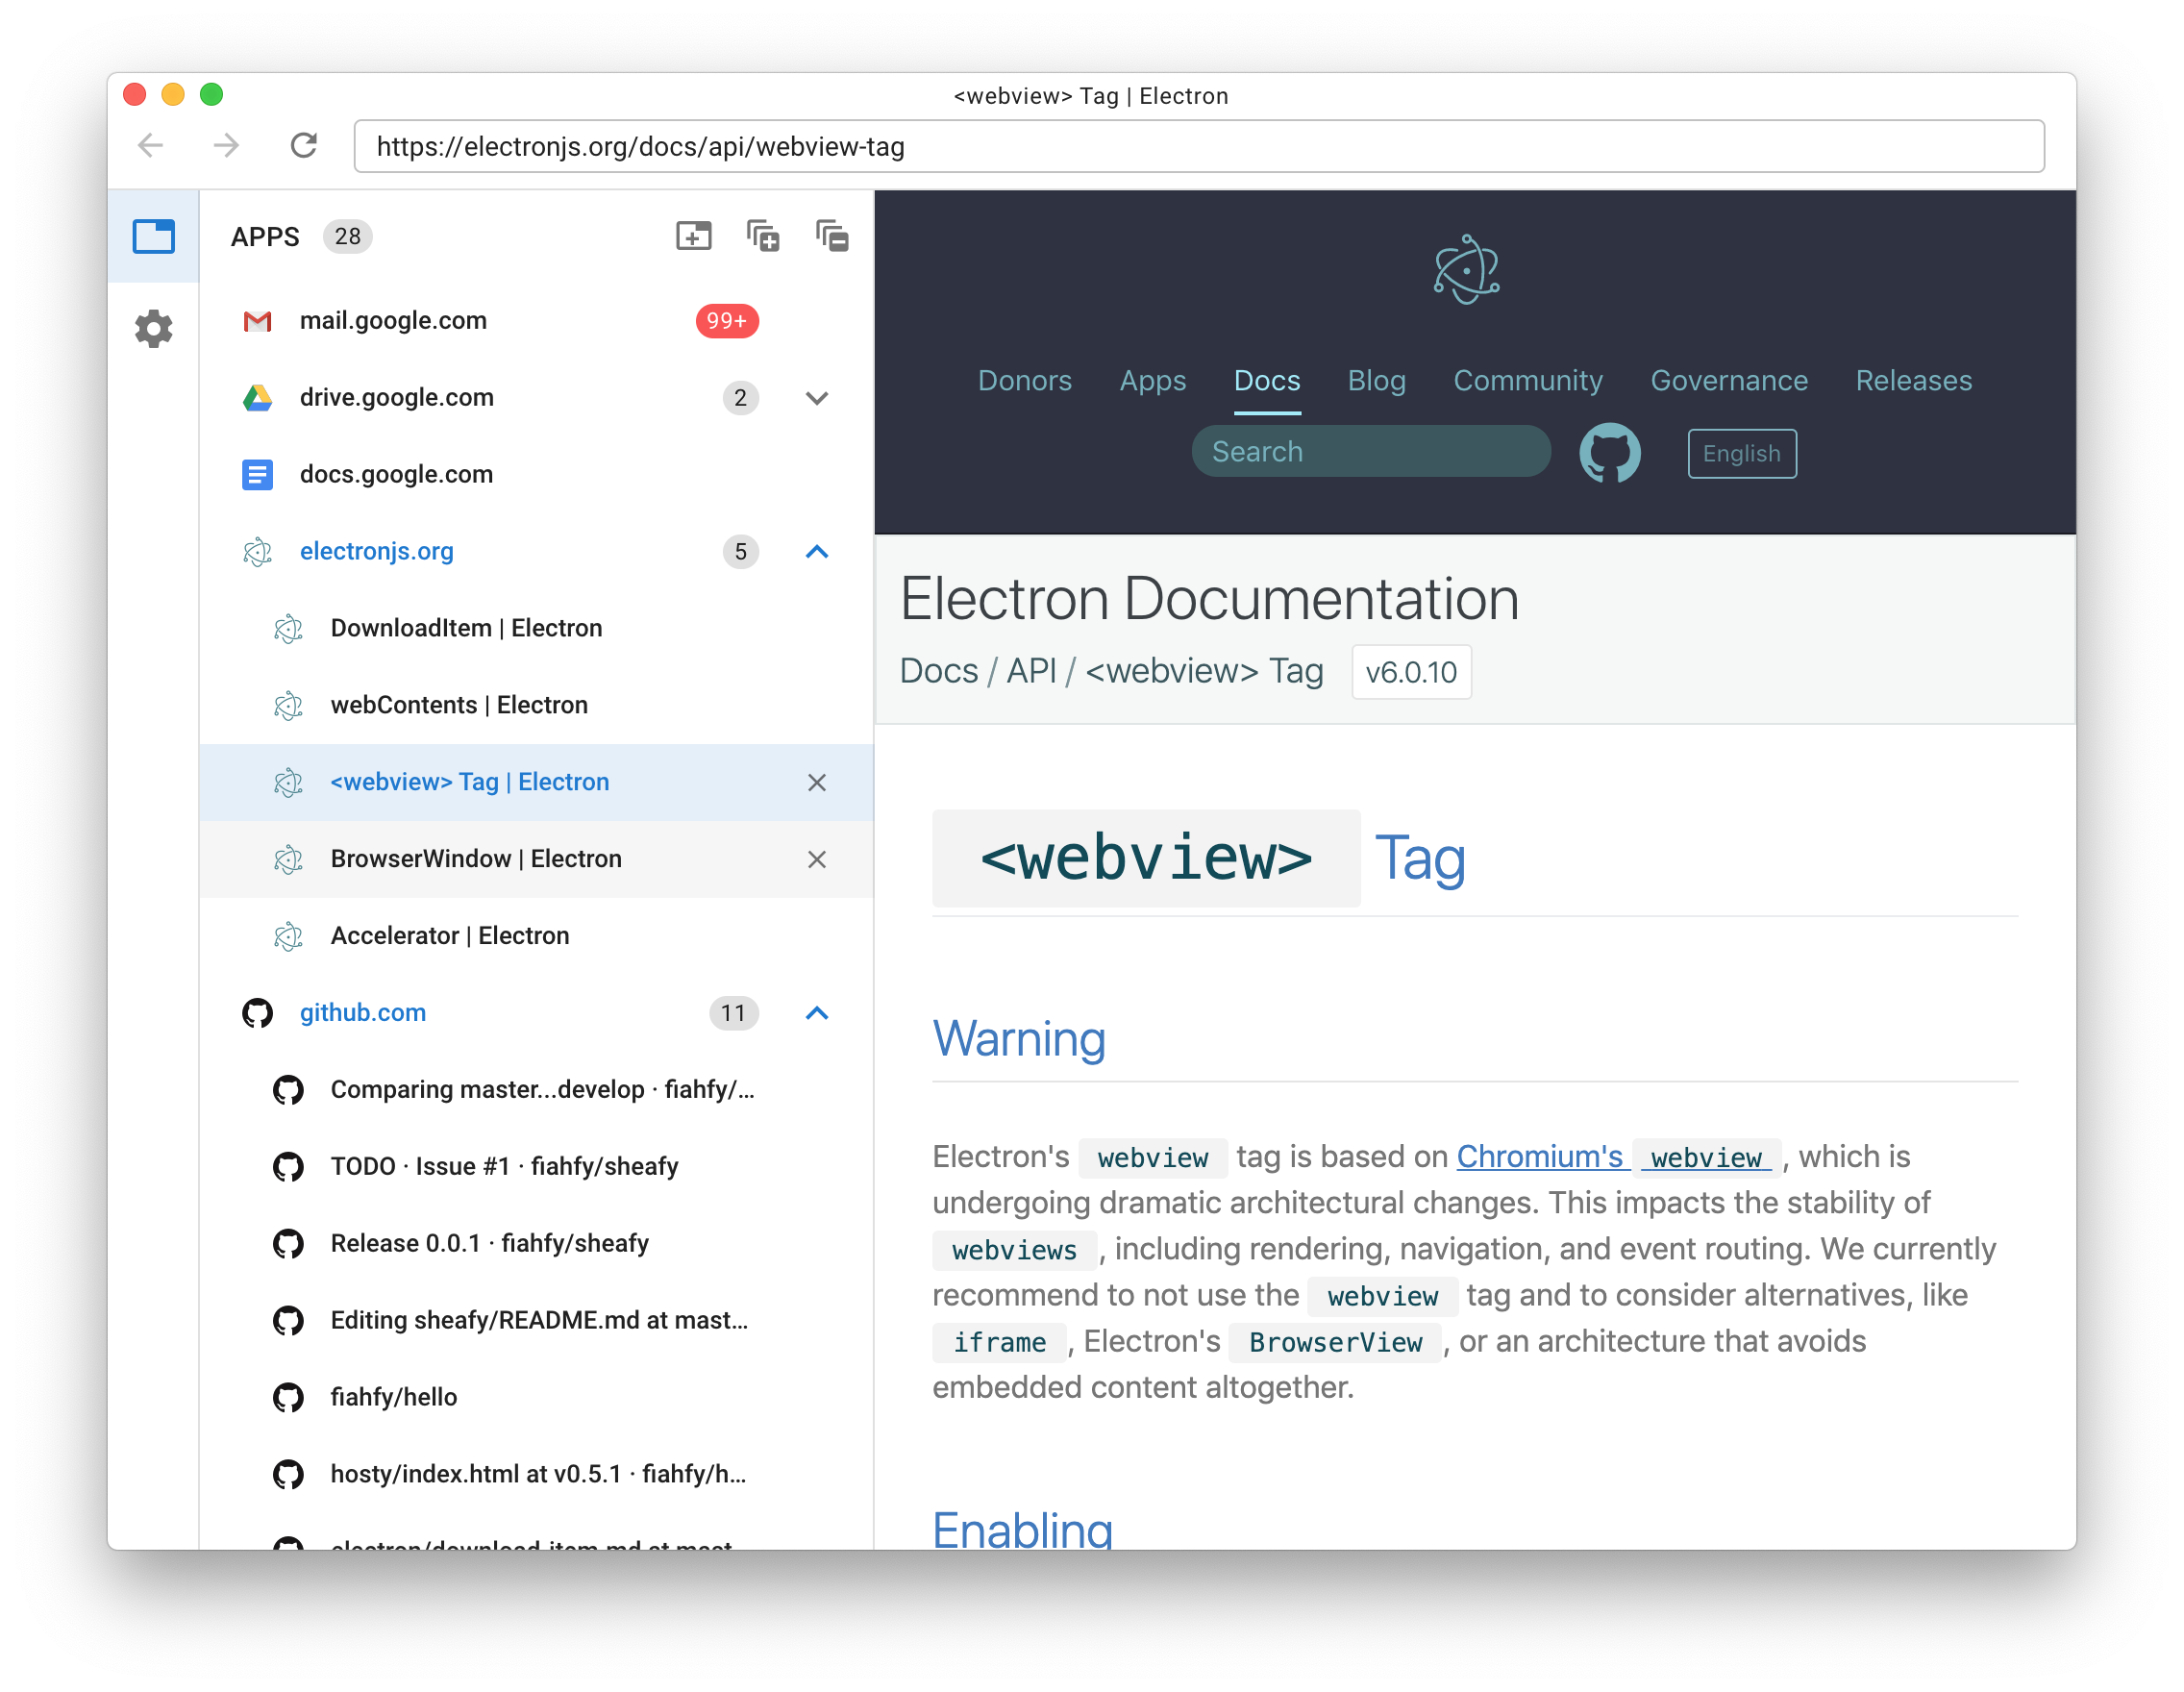 <webview> Tag | Electron
https://electronjs.org/docs/api/webview-tag
APPS 28
mail.google.com 99+
drive.google.com 2
docs.google.com
electronjs.org 5
DownloadItem | Electron
webContents | Electron
<webview> Tag | Electron
BrowserWindow | Electron
Accelerator | Electron
github.com 11
Comparing master...develop · fiahfy/...
TODO · Issue #1 · fiahfy/sheafy
Release 0.0.1 · fiahfy/sheafy
Editing sheafy/README.md at mast...
fiahfy/hello
hosty/index.html at v0.5.1 · fiahfy/h...
electron/download-item.md at mast...
Donors Apps Docs Blog Community Governance Releases
Search English
Electron Documentation
Docs / API / <webview> Tag v6.0.10
<webview> Tag
Warning
Electron's webview tag is based on Chromium's webview , which is
undergoing dramatic architectural changes. This impacts the stability of
webviews , including rendering, navigation, and event routing. We currently
recommend to not use the webview tag and to consider alternatives, like
iframe , Electron's BrowserView , or an architecture that avoids
embedded content altogether.
Enabling